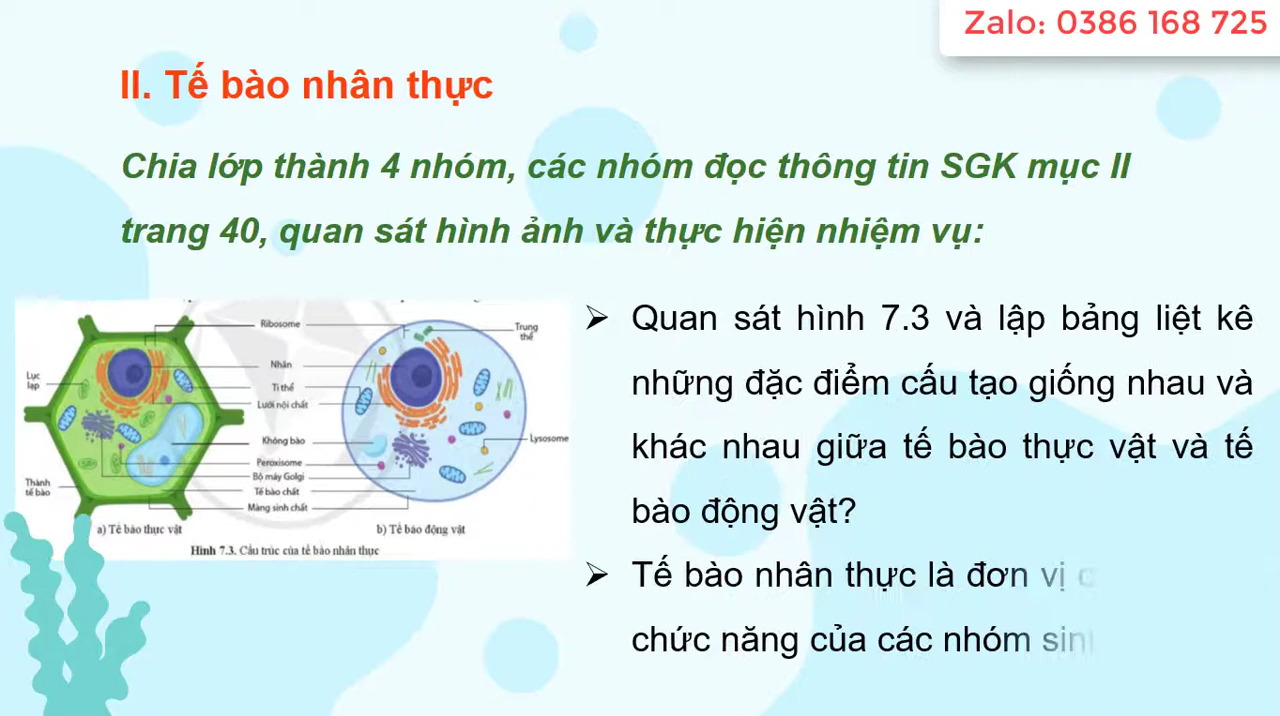 Zalo: 0386 168 725
II. Tế bào nhân thực
Chia lớp thành 4 nhóm, các nhóm đọc thông tin SGK mục II
trang 40, quan sát hình ảnh và thực hiện nhiệm vụ:
Ribosome
Trung
thể
Nhân
Lục
lạp
Ti thể
Lưới nội chất
Không bào
Lysosome
Peroxisome
Bộ máy Golgi
Thành
tế bào
Tế bào chất
Màng sinh chất
a) Tế bào thực vật
b) Tế bào động vật
Hình 7.3. Cấu trúc của tế bào nhân thực
➢ Quan sát hình 7.3 và lập bảng liệt kê
những đặc điểm cấu tạo giống nhau và
khác nhau giữa tế bào thực vật và tế
bào động vật?
➢ Tế bào nhân thực là đơn vị
chức năng của các nhóm